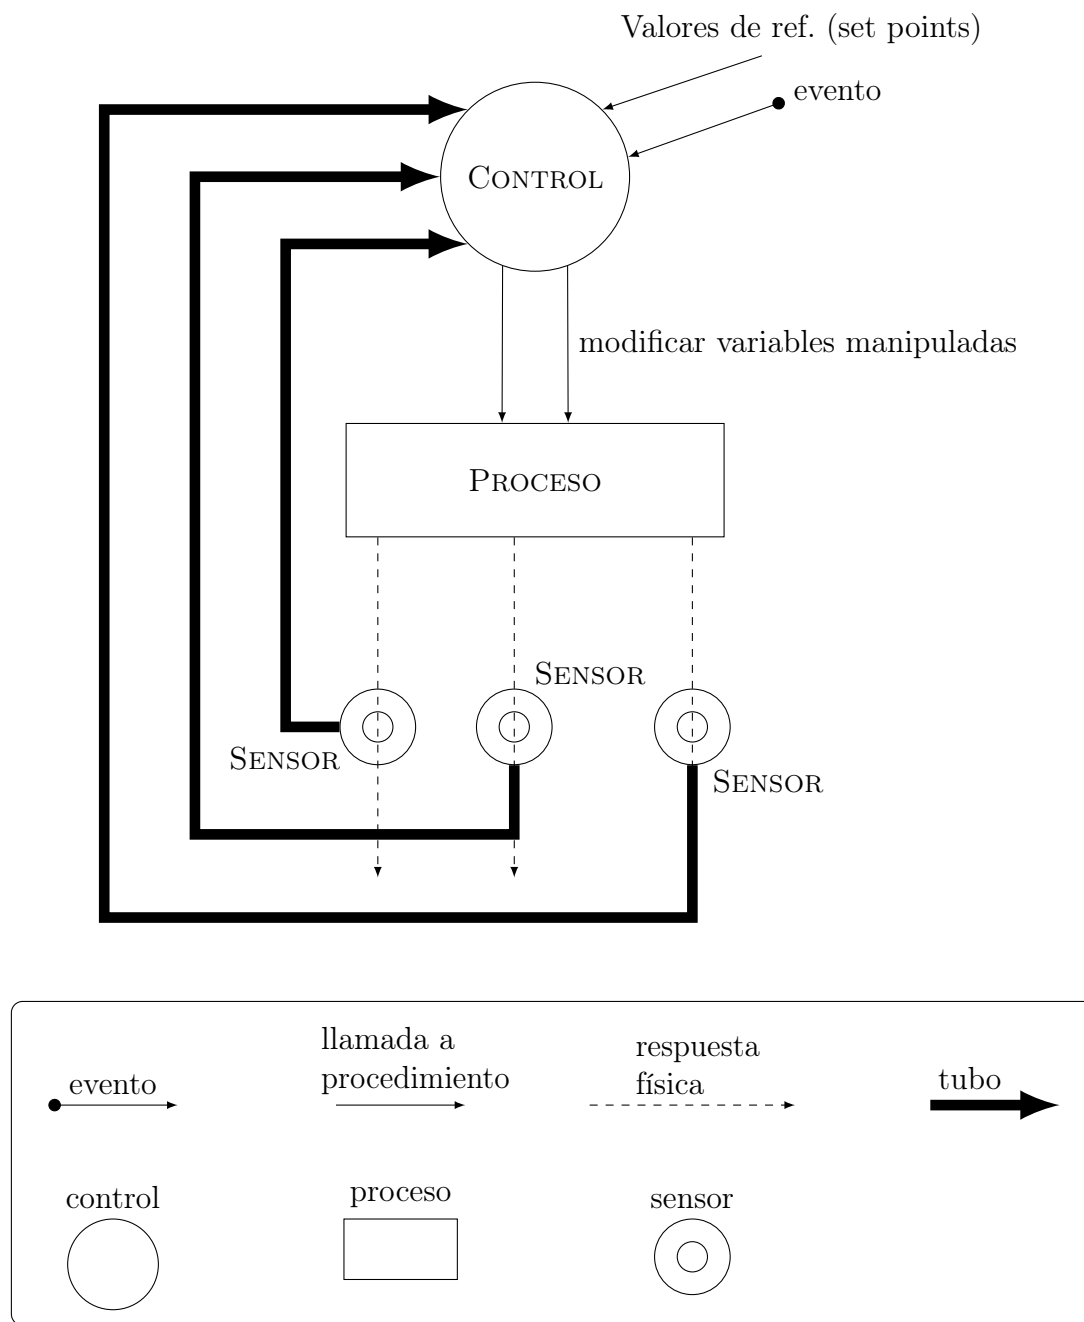 Valores de ref. (set points)
evento
CONTROL
modificar variables manipuladas
PROCESO
SENSOR
SENSOR
SENSOR
evento
llamada a
procedimiento
respuesta
física
tubo
control
proceso
sensor